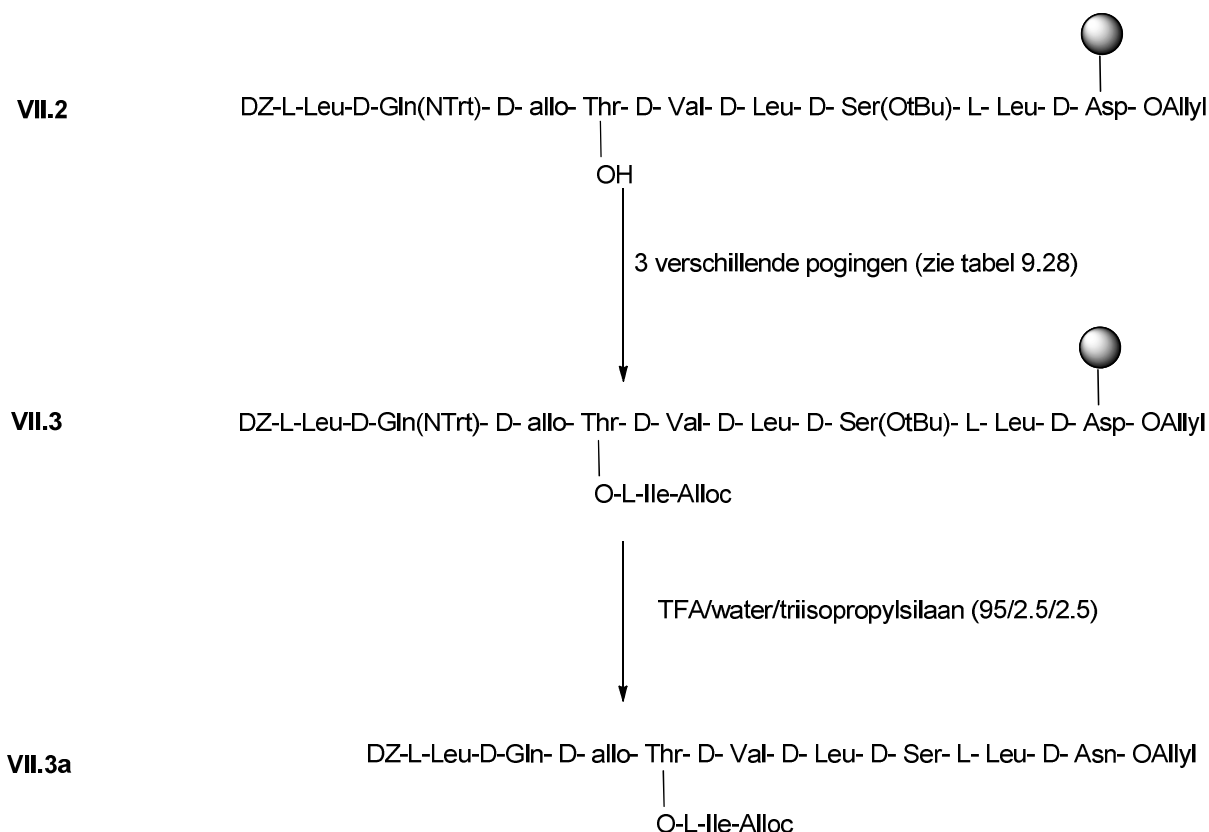 VII.2 DZ-L-Leu-D-Gln(NTrt)- D- allo- Thr- D- Val- D- Leu- D- Ser(OtBu)- L- Leu- D- Asp- OAllyl
OH
3 verschillende pogingen (zie tabel 9.28)
VII.3 DZ-L-Leu-D-Gln(NTrt)- D- allo- Thr- D- Val- D- Leu- D- Ser(OtBu)- L- Leu- D- Asp- OAllyl
O-L-Ile-Alloc
TFA/water/triisopropylsilaan (95/2.5/2.5)
VII.3a DZ-L-Leu-D-Gln- D- allo- Thr- D- Val- D- Leu- D- Ser- L- Leu- D- Asn- OAllyl
O-L-Ile-Alloc